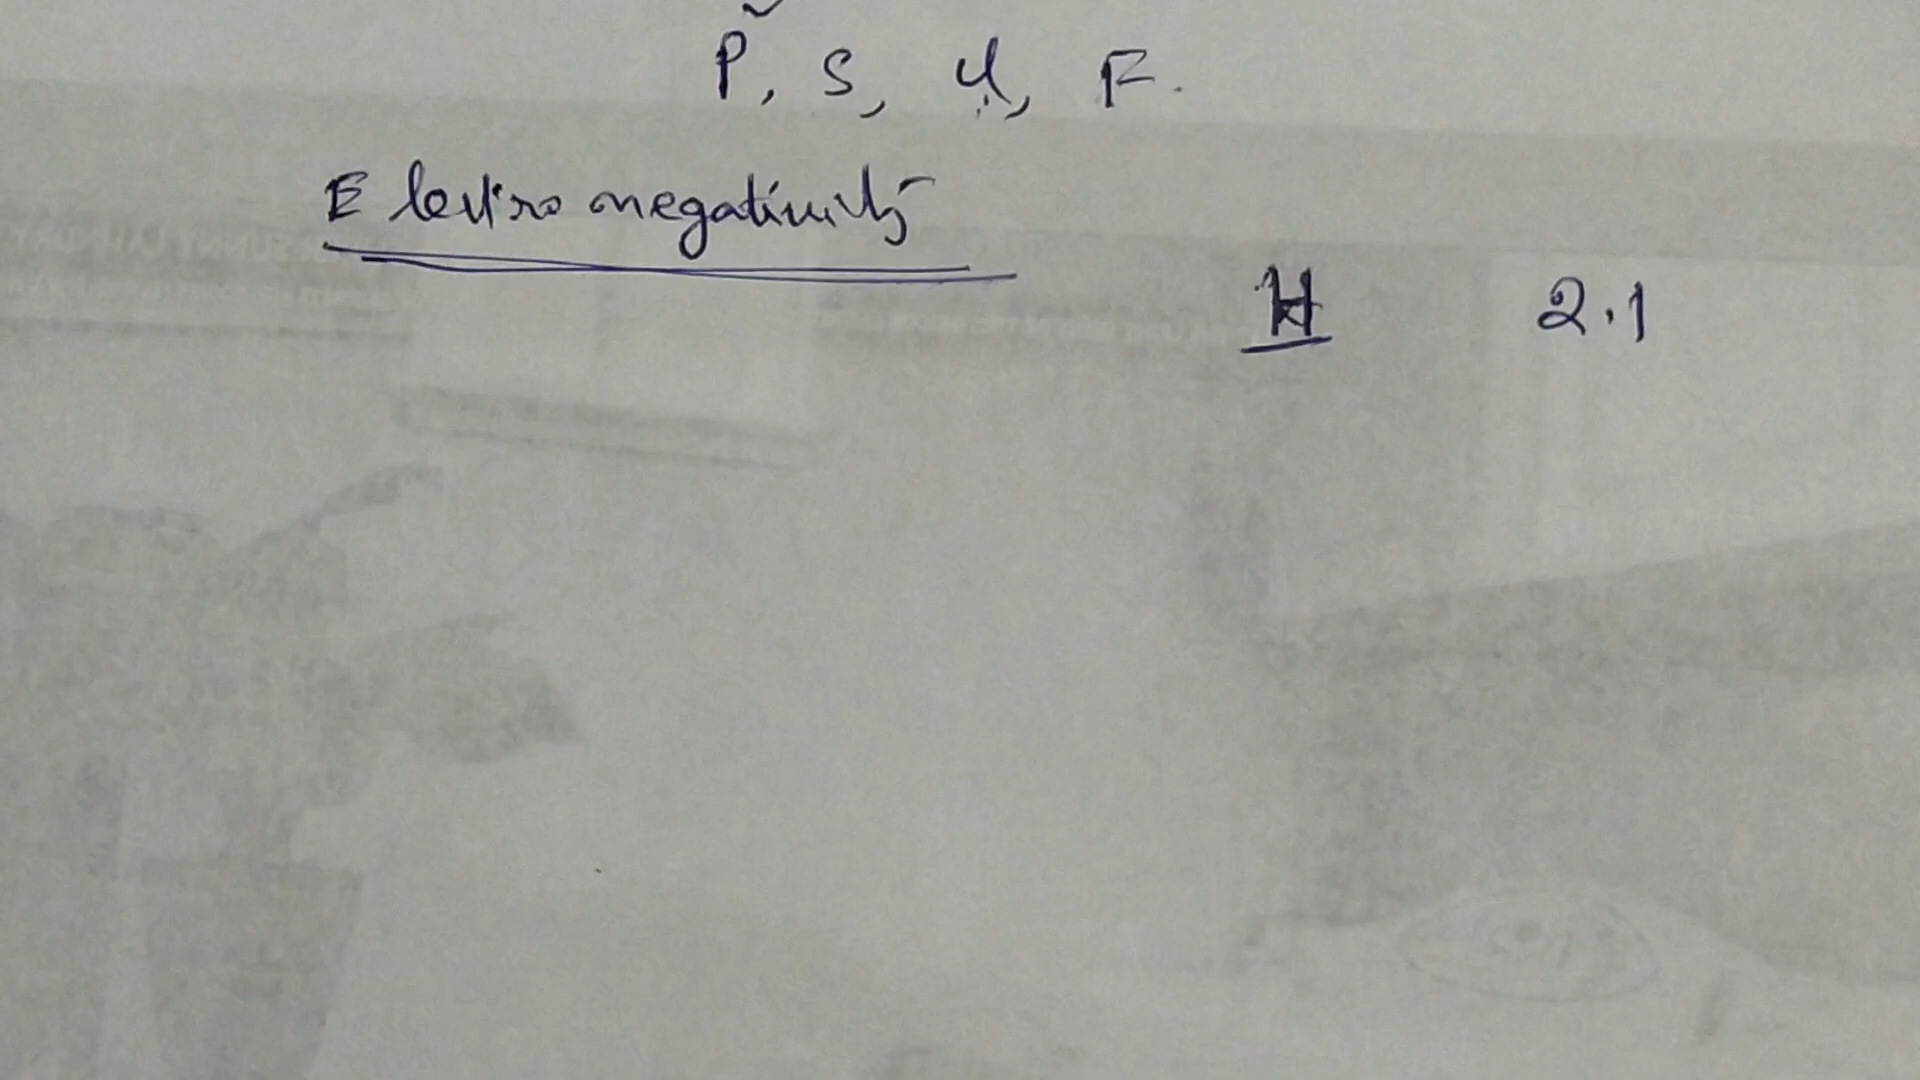 P, S, Cl, F.
Electronegativity
H 2.1